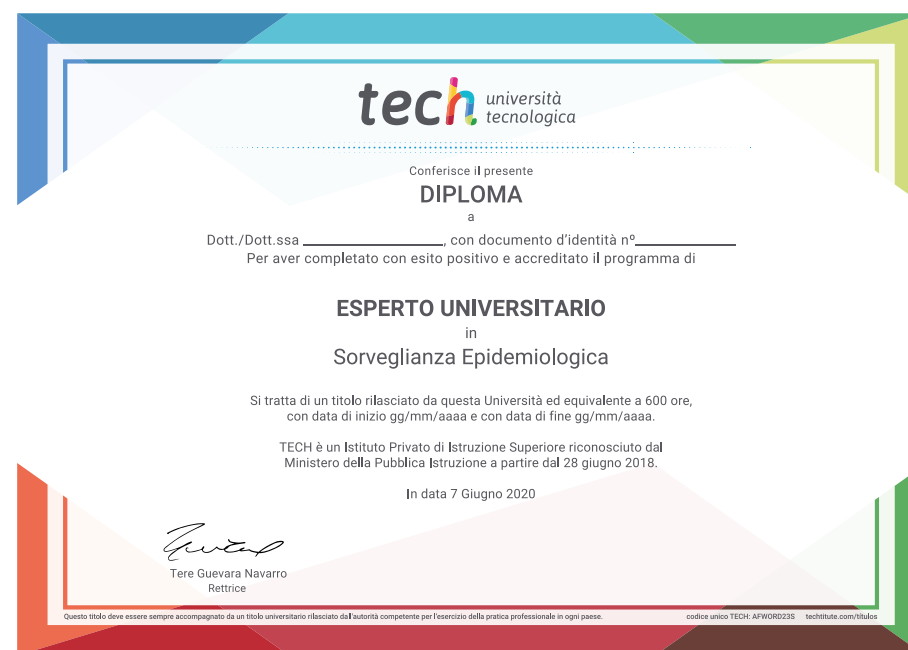 tech università
tecnologica
Conferisce il presente
DIPLOMA
a
Dott./Dott.ssa ____________________, con documento d'identità nº______________
Per aver completato con esito positivo e accreditato il programma di
ESPERTO UNIVERSITARIO
in
Sorveglianza Epidemiologica
Si tratta di un titolo rilasciato da questa Università ed equivalente a 600 ore,
con data di inizio gg/mm/aaaa e con data di fine gg/mm/aaaa.
TECH è un Istituto Privato di Istruzione Superiore riconosciuto dal
Ministero della Pubblica Istruzione a partire dal 28 giugno 2018.
In data 7 Giugno 2020
Tere Guevara Navarro
Rettrice
Questo titolo deve essere sempre accompagnato da un titolo universitario rilasciato dall'autorità competente per l'esercizio della pratica professionale in ogni paese. codice unico TECH: AFWORD23S techtitute.com/titulos